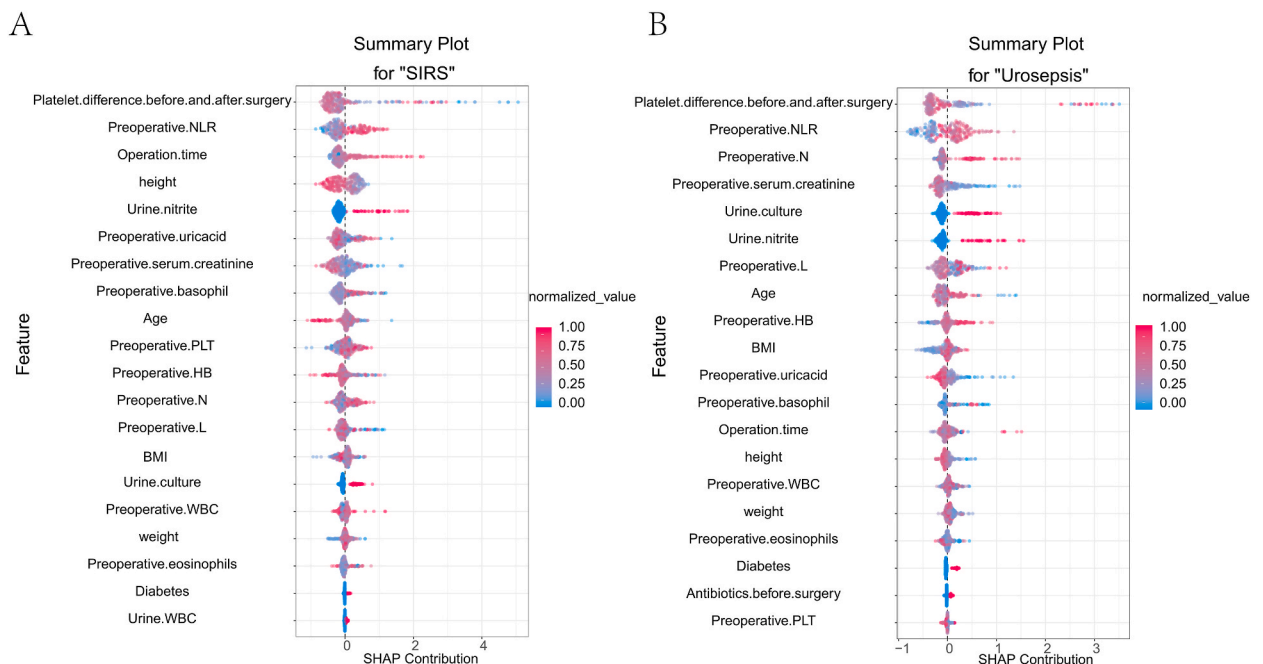 A
Summary Plot
for "SIRS"
Feature
Platelet.difference.before.and.after.surgery
Preoperative.NLR
Operation.time
height
Urine.nitrite
Preoperative.uricacid
Preoperative.serum.creatinine
Preoperative.basophil
Age
Preoperative.PLT
Preoperative.HB
Preoperative.N
Preoperative.L
BMI
Urine.culture
Preoperative.WBC
weight
Preoperative.eosinophils
Diabetes
Urine.WBC
0 2 4
SHAP Contribution
normalized_value
1.00
0.75
0.50
0.25
0.00
B
Summary Plot
for "Urosepsis"
Feature
Platelet.difference.before.and.after.surgery
Preoperative.NLR
Preoperative.N
Preoperative.serum.creatinine
Urine.culture
Urine.nitrite
Preoperative.L
Age
Preoperative.HB
BMI
Preoperative.uricacid
Preoperative.basophil
Operation.time
height
Preoperative.WBC
weight
Preoperative.eosinophils
Diabetes
Antibiotics.before.surgery
Preoperative.PLT
−1 0 1 2 3
SHAP Contribution
normalized_value
1.00
0.75
0.50
0.25
0.00